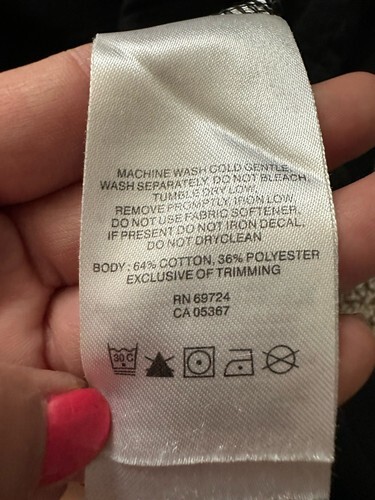 MACHINE WASH COLD GENTLE,
WASH SEPARATELY, DO NOT BLEACH,
TUMBLE DRY LOW,
REMOVE PROMPTLY, IRON LOW
DO NOT USE FABRIC SOFTENER.
IF PRESENT DO NOT IRON DECAL.
DO NOT DRYCLEAN
BODY : 64% COTTON, 36% POLYESTER
EXCLUSIVE OF TRIMMING
RN 69724
CA 05367
30 C